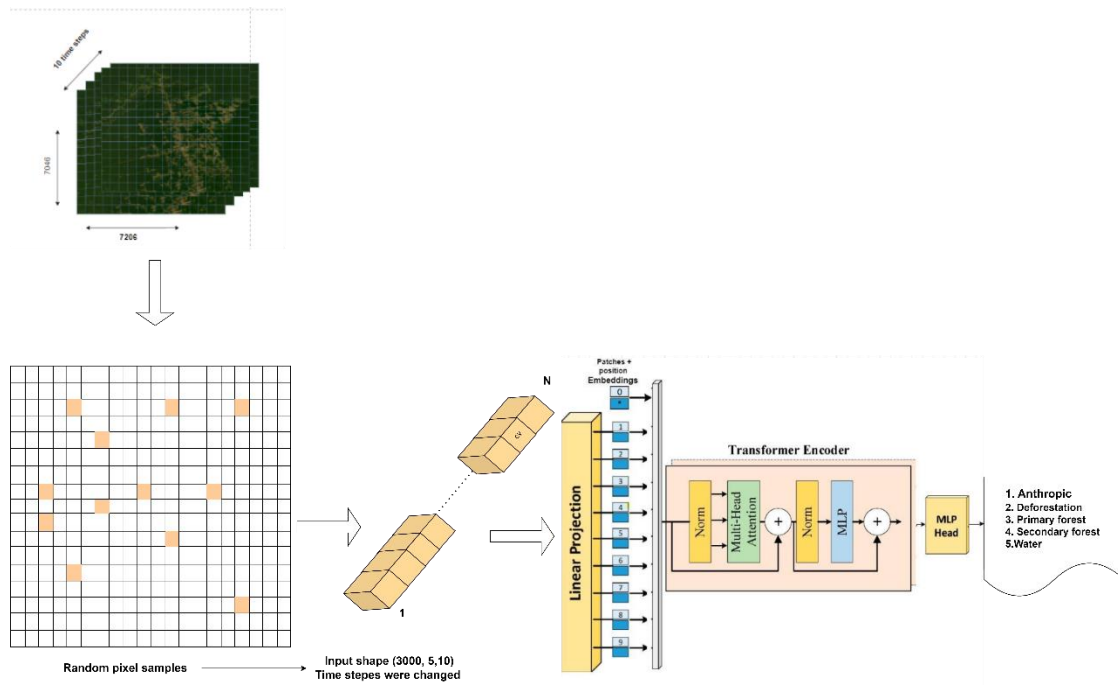 10 time steps
7046
7206
Random pixel samples
Input shape (3000, 5,10)
Time stepes were changed
N
1
Patches +
position
Embeddings
Linear Projection
0
*
1
2
3
4
5
6
7
8
9
Transformer Encoder
Norm
Multi-Head
Attention
+
Norm
MLP
+
MLP
Head
1. Anthropic
2. Deforestation
3. Primary forest
4. Secondary forest
5.Water